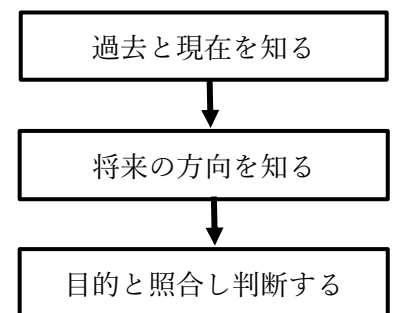 過去と現在を知る
将来の方向を知る
目的と照合し判断する